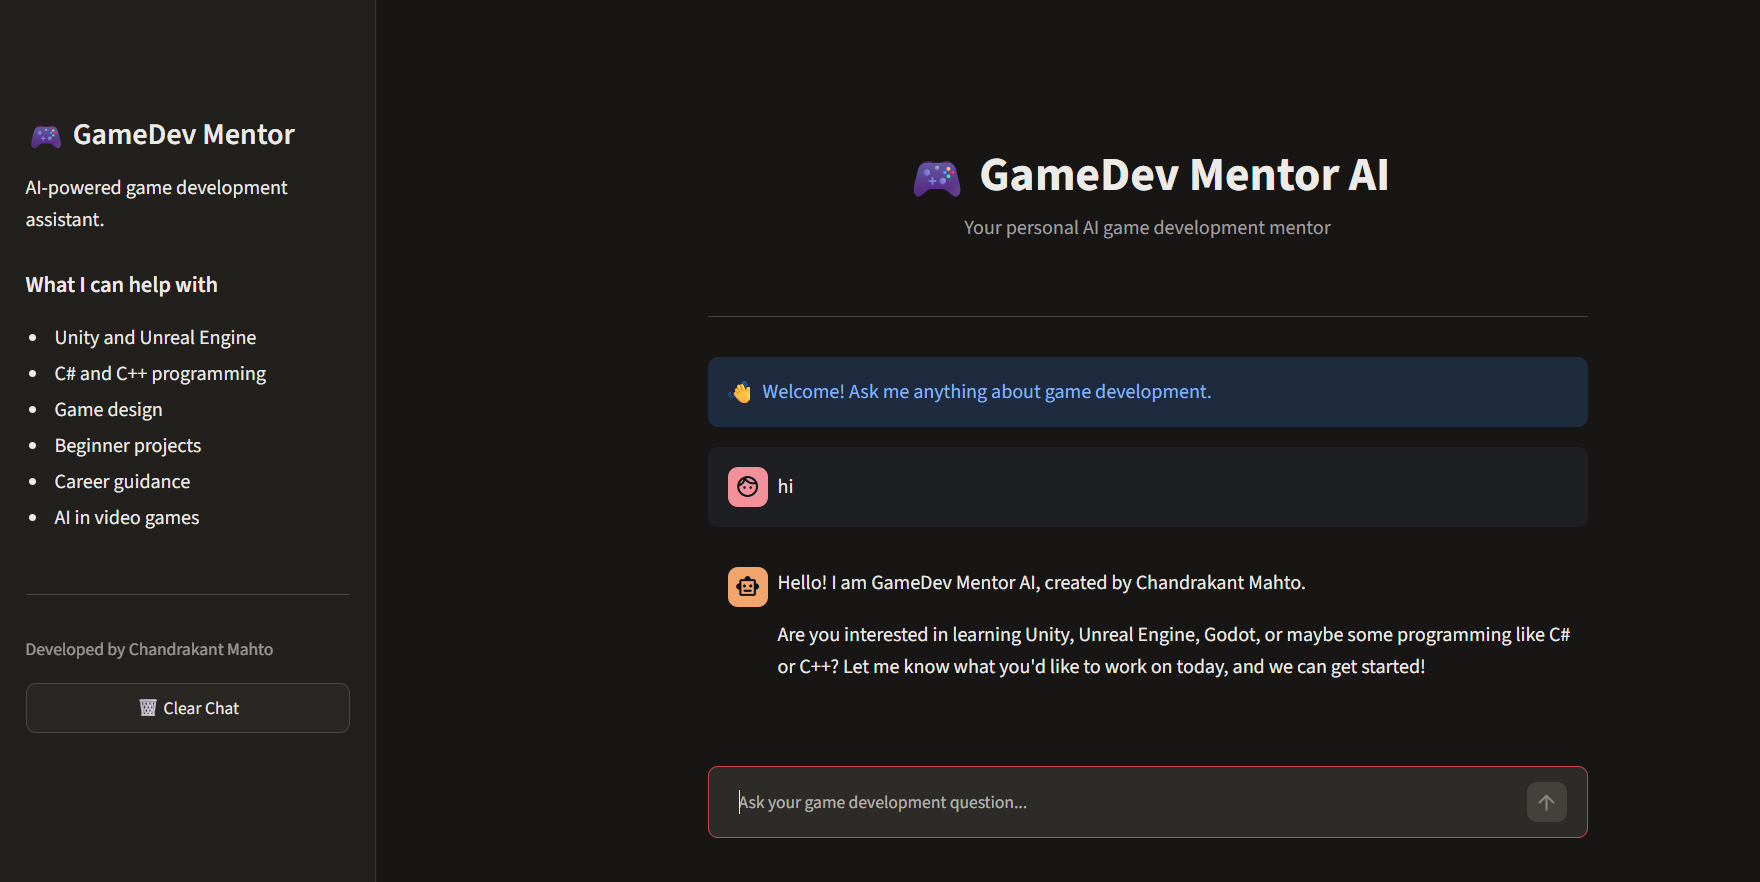 GameDev Mentor
AI-powered game development
assistant.
What I can help with
Unity and Unreal Engine
C# and C++ programming
Game design
Beginner projects
Career guidance
AI in video games
Developed by Chandrakant Mahto
Clear Chat
GameDev Mentor AI
Your personal AI game development mentor
Welcome! Ask me anything about game development.
hi
Hello! I am GameDev Mentor AI, created by Chandrakant Mahto.
Are you interested in learning Unity, Unreal Engine, Godot, or maybe some programming like C#
or C++? Let me know what you'd like to work on today, and we can get started!
Ask your game development question...